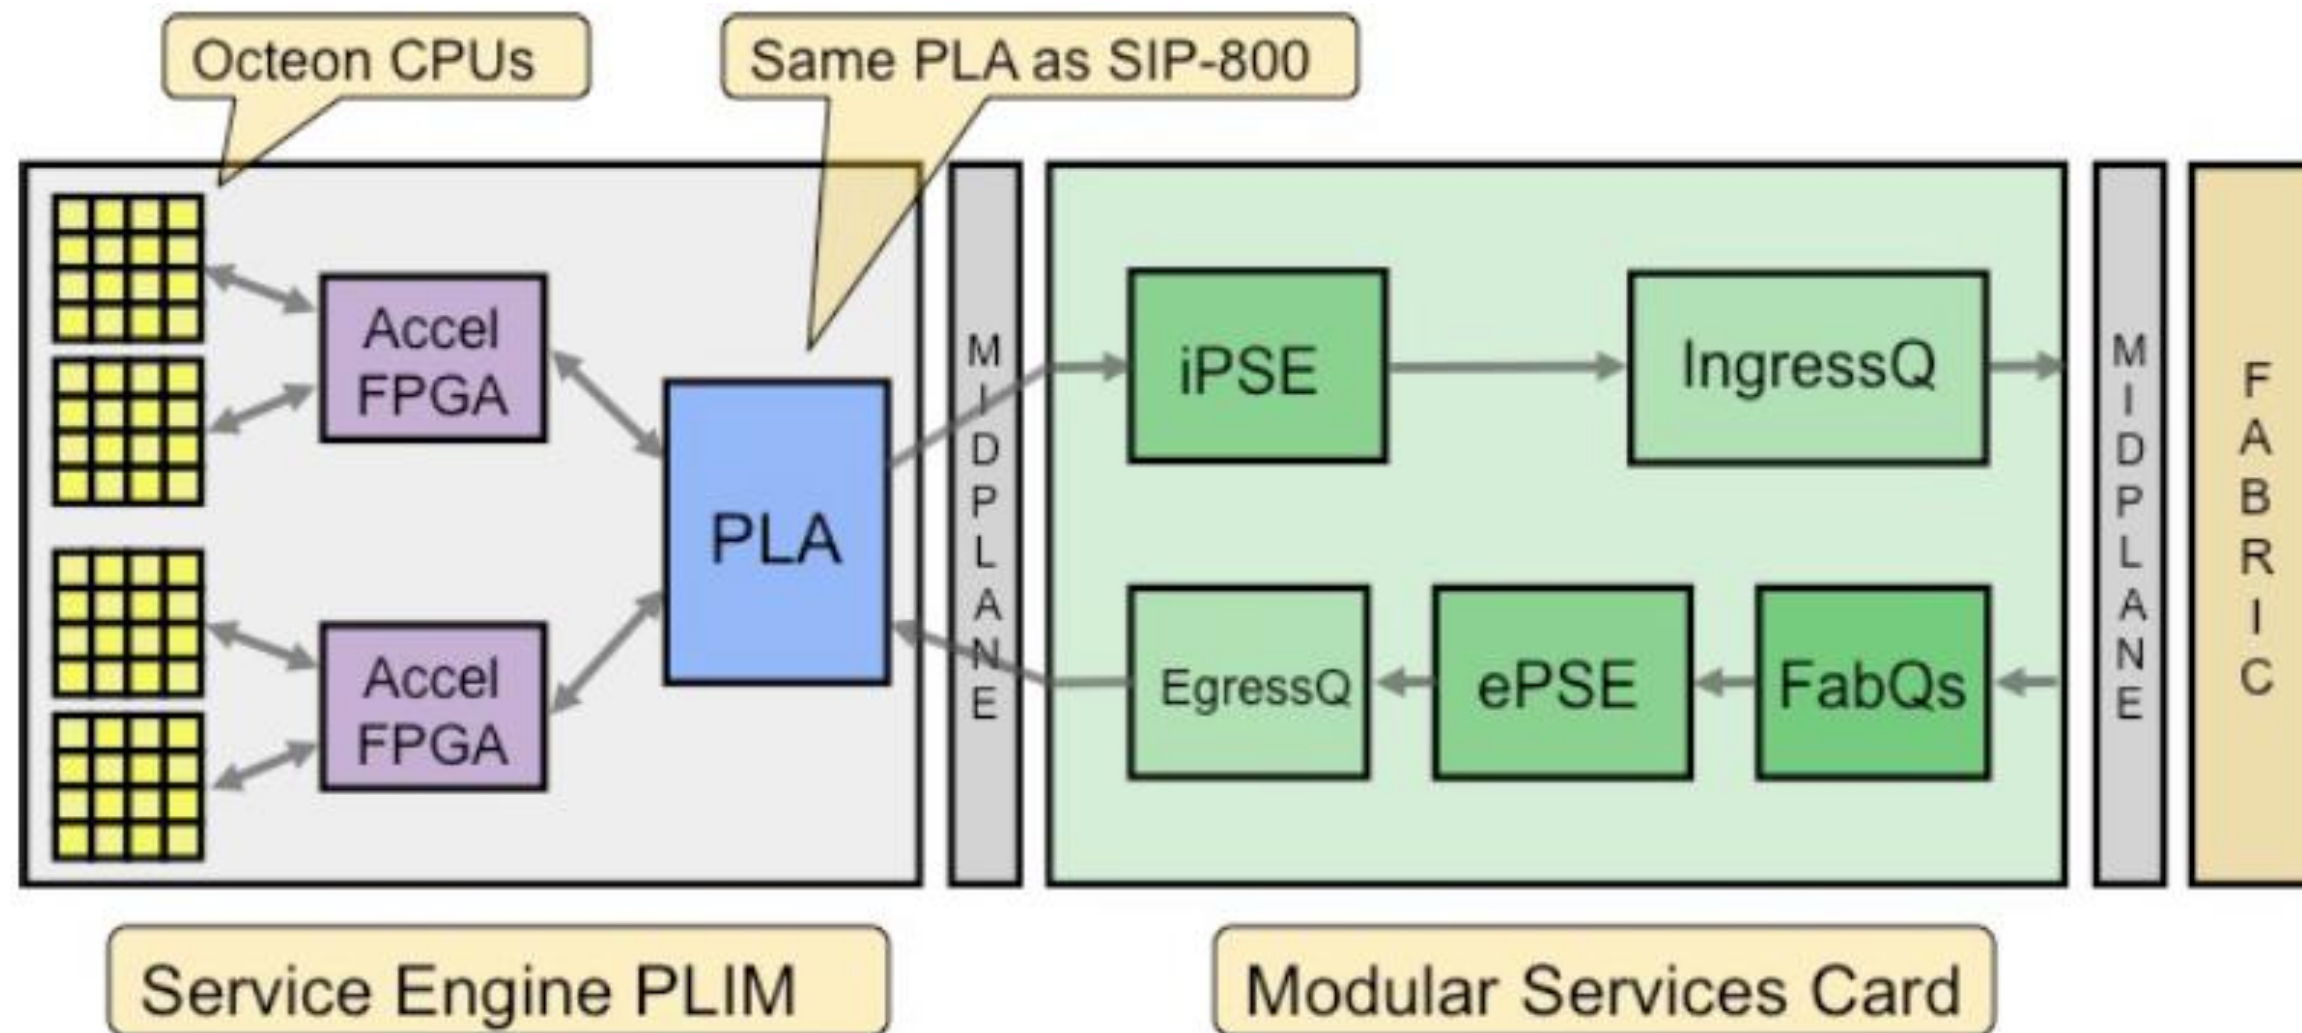 Octeon CPUs
Same PLA as SIP-800
Accel
FPGA
Accel
FPGA
PLA
MIDPLANE
iPSE
IngressQ
EgressQ
ePSE
FabQs
MIDPLANE
FABRIC
Service Engine PLIM
Modular Services Card